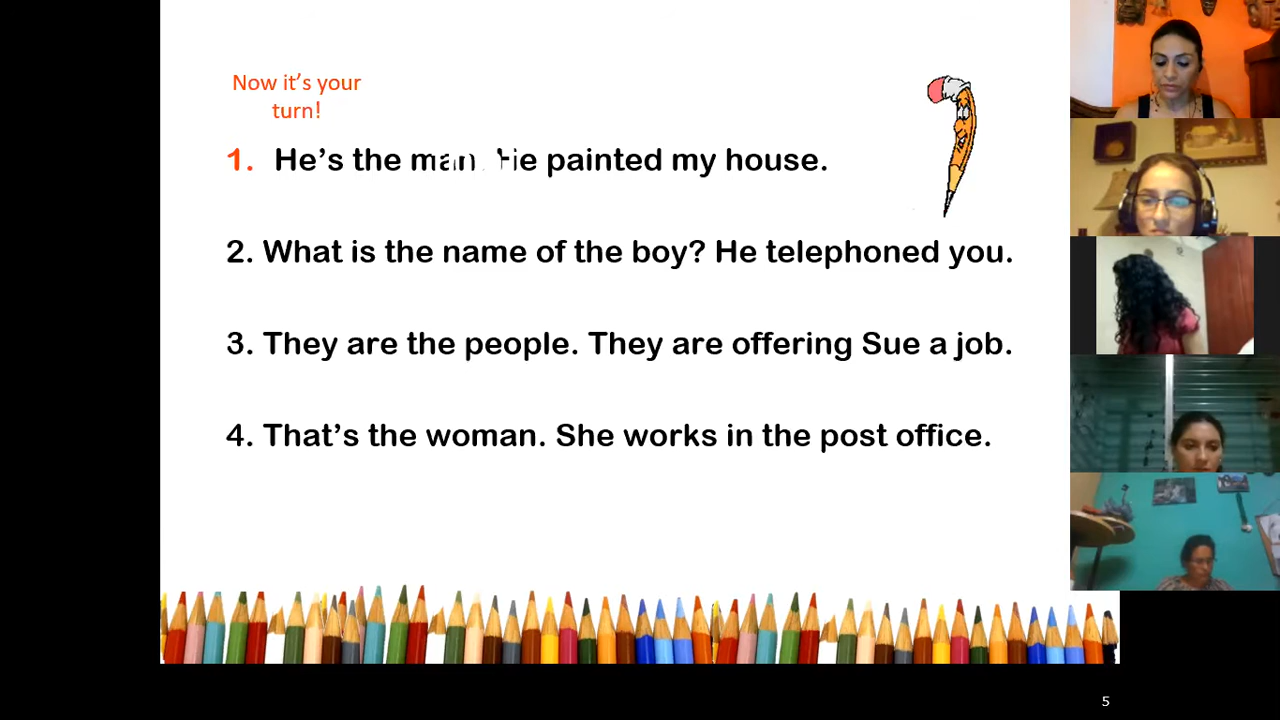 Now it's your
turn!
1. He's the man. He painted my house.
2. What is the name of the boy? He telephoned you.
3. They are the people. They are offering Sue a job.
4. That's the woman. She works in the post office.
5